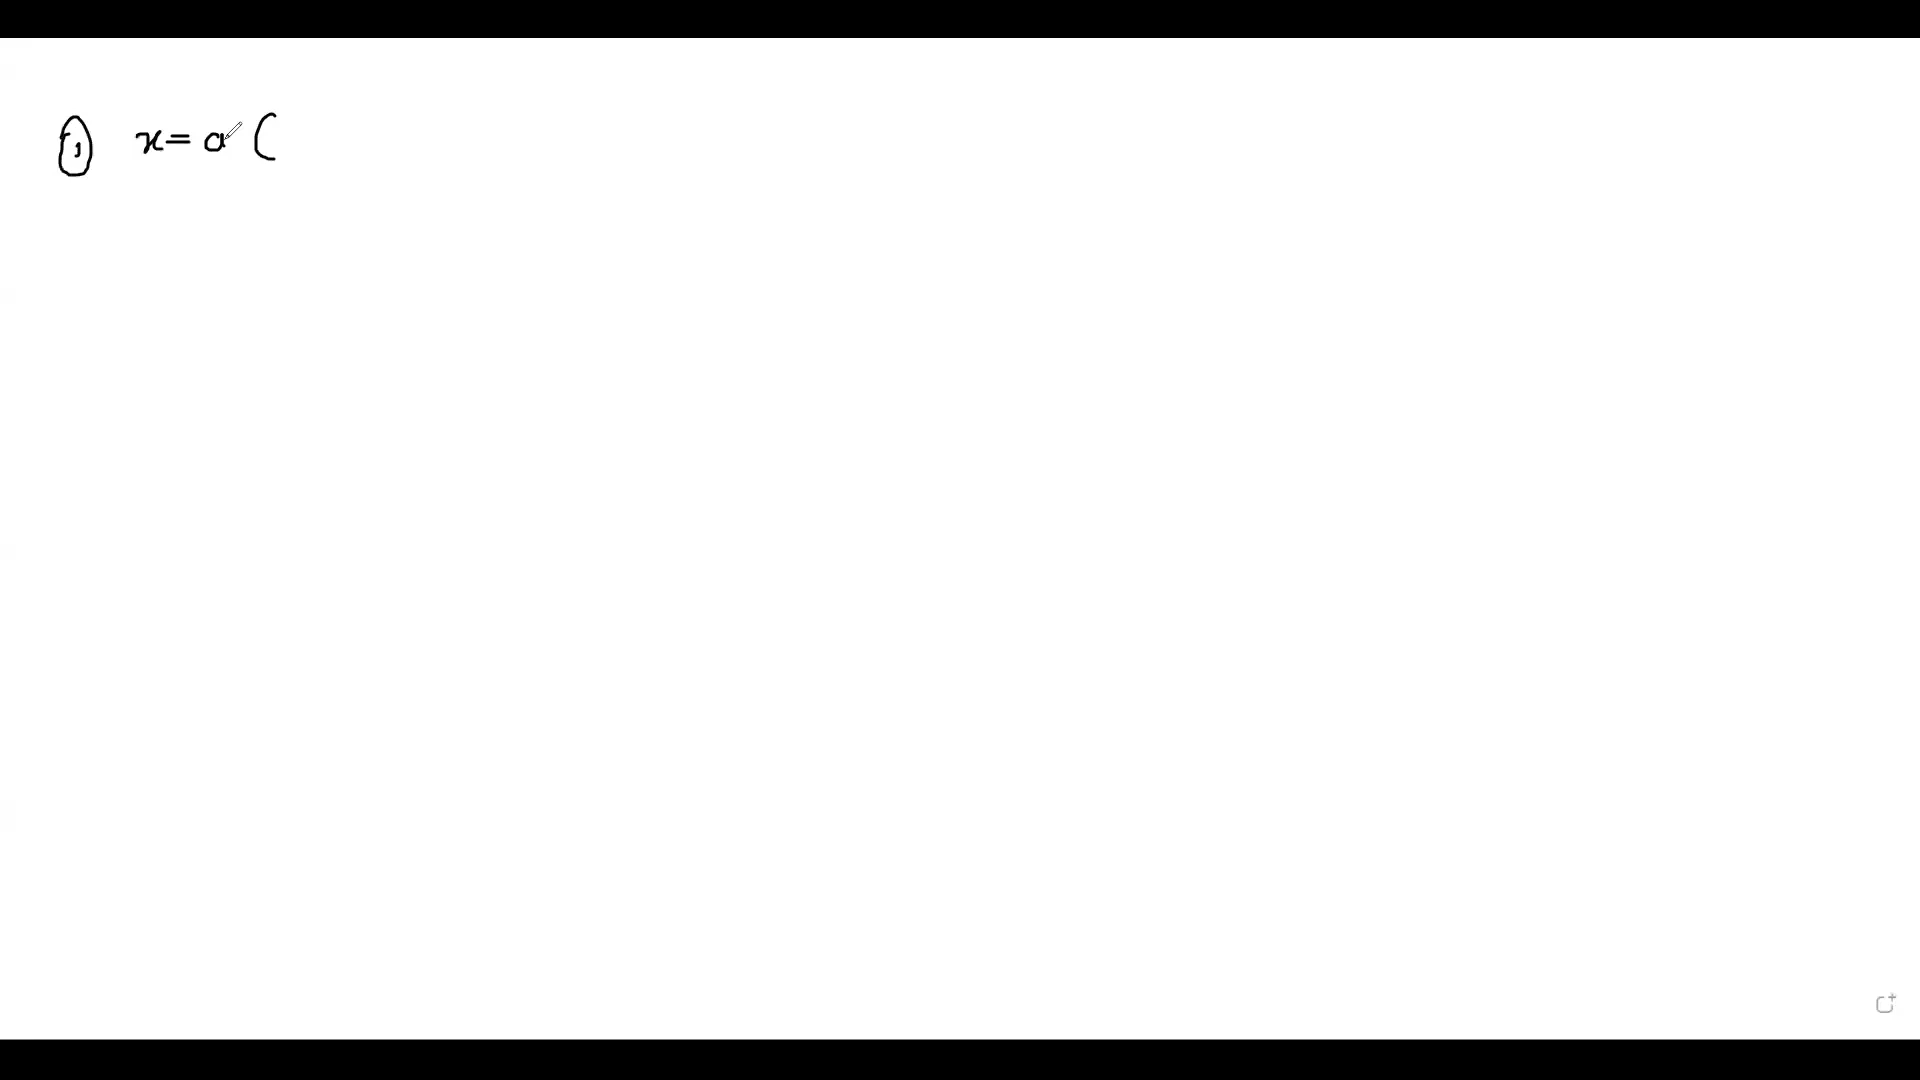 ① x = a (